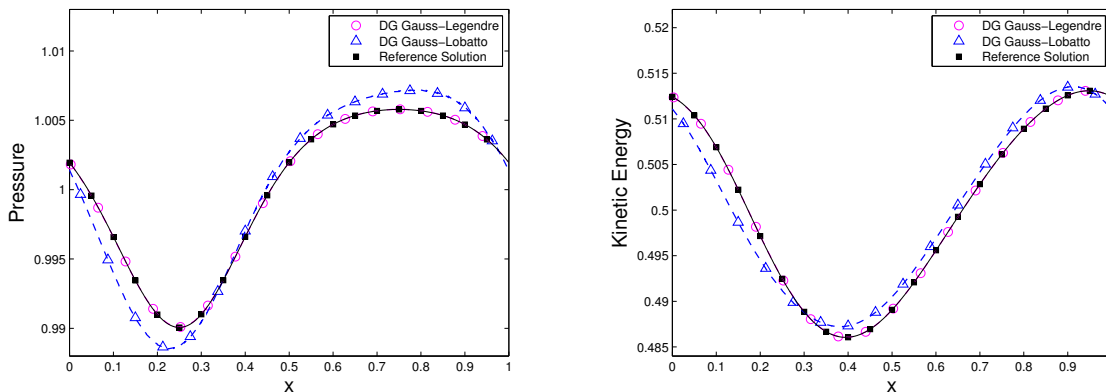 DG Gauss-Legendre
DG Gauss-Lobatto
Reference Solution
Pressure
1.01
1.005
1
0.995
0.99
0 0.1 0.2 0.3 0.4 0.5 0.6 0.7 0.8 0.9 1
x
DG Gauss-Legendre
DG Gauss-Lobatto
Reference Solution
Kinetic Energy
0.52
0.515
0.51
0.505
0.5
0.495
0.49
0.485
0 0.1 0.2 0.3 0.4 0.5 0.6 0.7 0.8 0.9
x